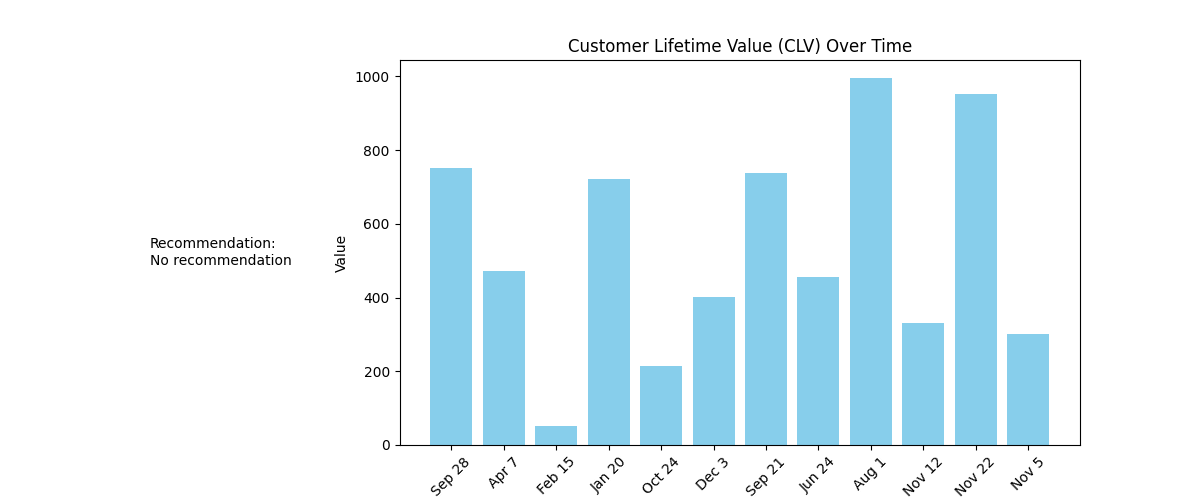 Customer Lifetime Value (CLV) Over Time
1000
800
600
400
200
0
Value
Recommendation:
No recommendation
Sep 28
Apr 7
Feb 15
Jan 20
Oct 24
Dec 3
Sep 21
Jun 24
Aug 1
Nov 12
Nov 22
Nov 5